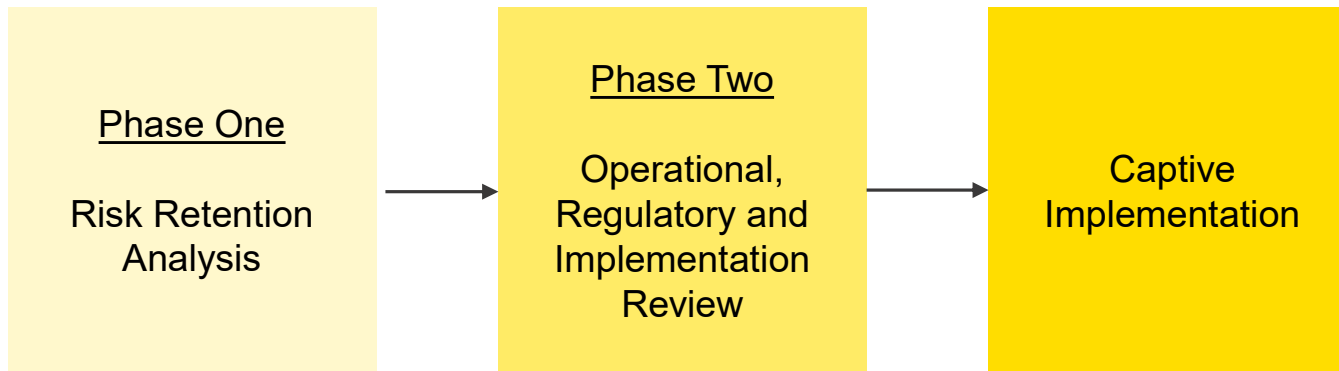 Phase One
Risk Retention
Analysis
Phase Two
Operational,
Regulatory and
Implementation
Review
Captive
Implementation